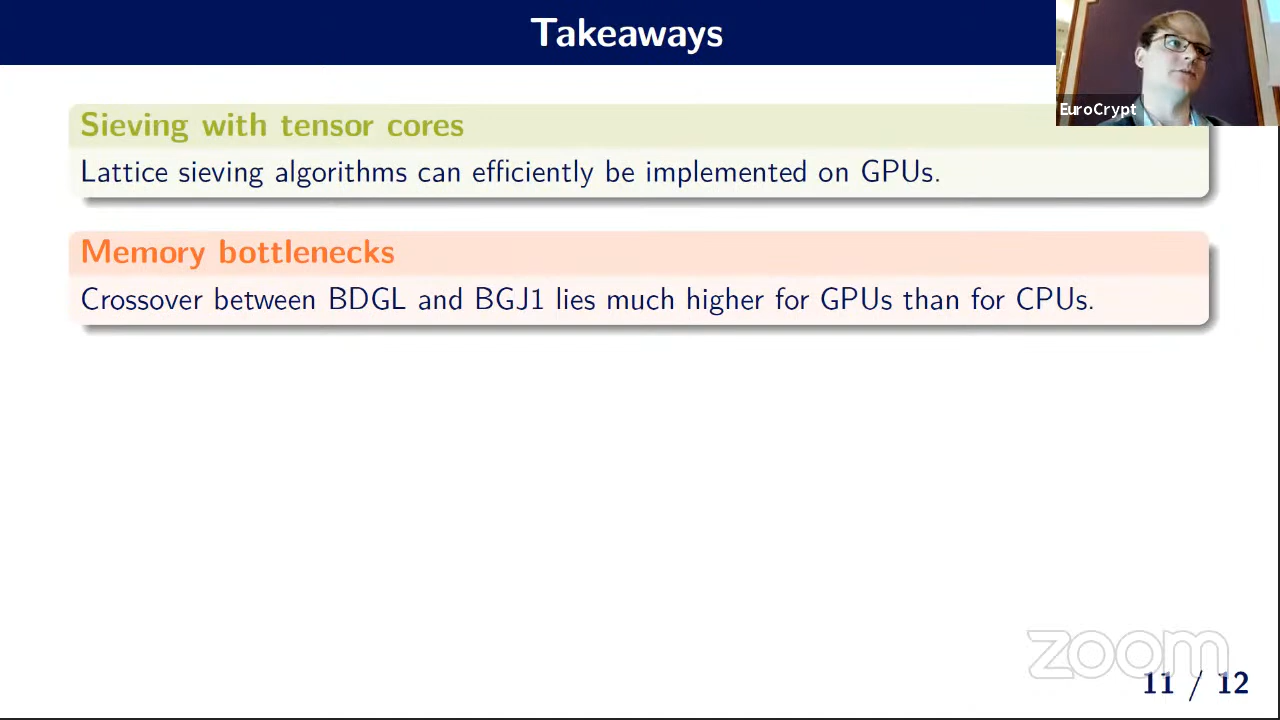 Takeaways
EuroCrypt
Sieving with tensor cores
Lattice sieving algorithms can efficiently be implemented on GPUs.
Memory bottlenecks
Crossover between BDGL and BGJ1 lies much higher for GPUs than for CPUs.
zoom
11 / 12